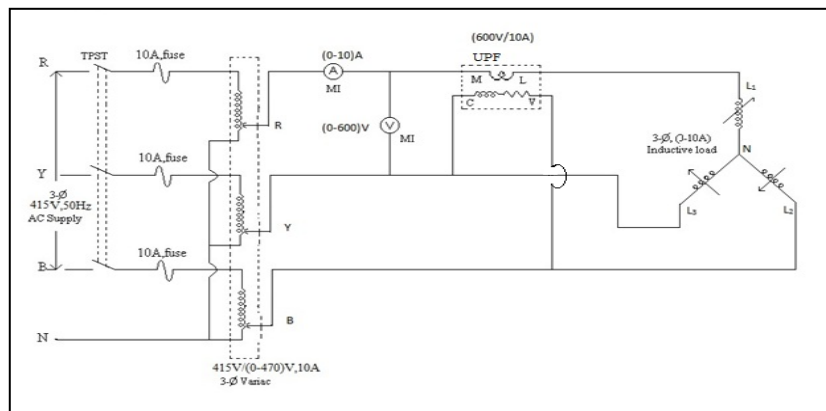 (600V/10A)
TPST
10A,fuse
(0-10)A
UPF
R
A
MI
M
L
C
V
L₁
R
(0-600)V
V
MI
3-Ø, (0-10A)
Inductive load
N
10A,fuse
Y
3-Ø
415V,50Hz
AC Supply
L₃
L₂
Y
10A,fuse
B
B
N
415V/(0-470)V,10A
3-Ø Variac